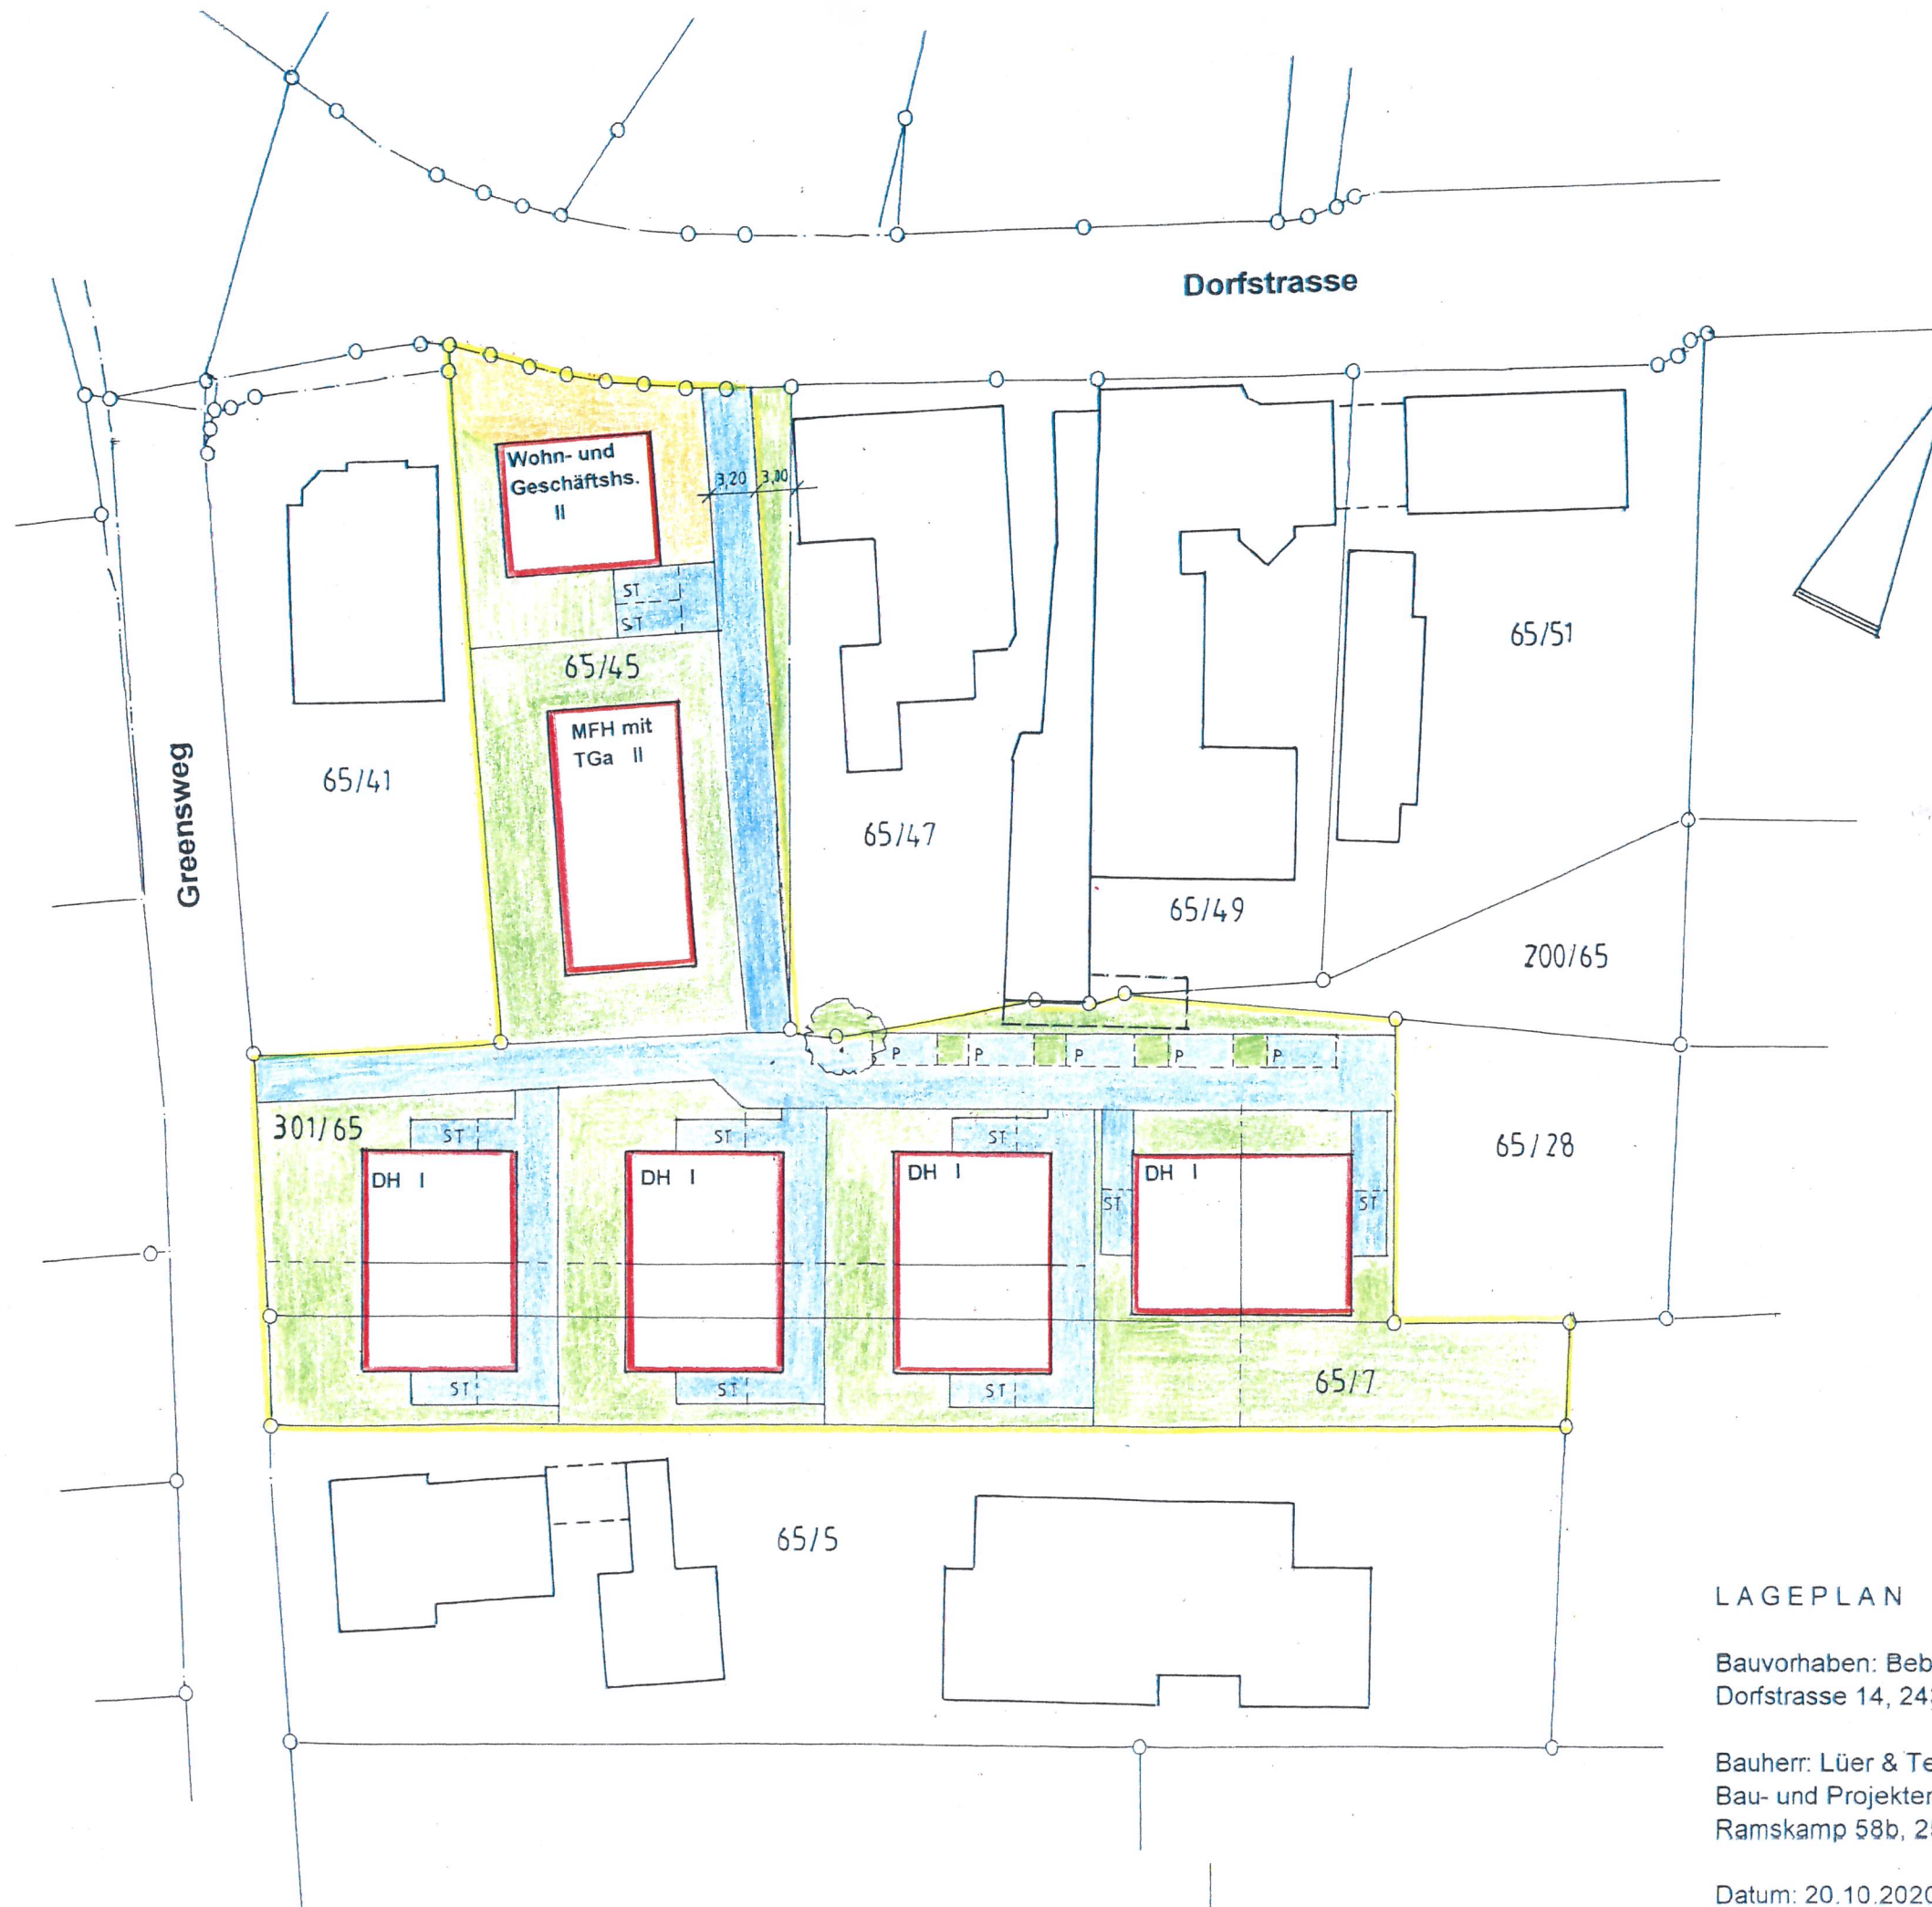 Dorfstrasse
Wohn- und
Geschäftshs.
II
3,20
3,00
ST
ST
65/45
65/51
MFH mit
TGa II
65/41
Greensweg
65/47
65/49
200/65
P
P
P
P
P
301/65
ST
ST
ST
65/28
DH I
DH I
DH I
DH I
ST
ST
65/7
ST
ST
ST
65/5
LAGEPLAN
Bauvorhaben: Beb
Dorfstrasse 14, 24
Bauherr: Lüer & Te
Bau- und Projekter
Ramskamp 58b, 2
Datum: 20.10.2020